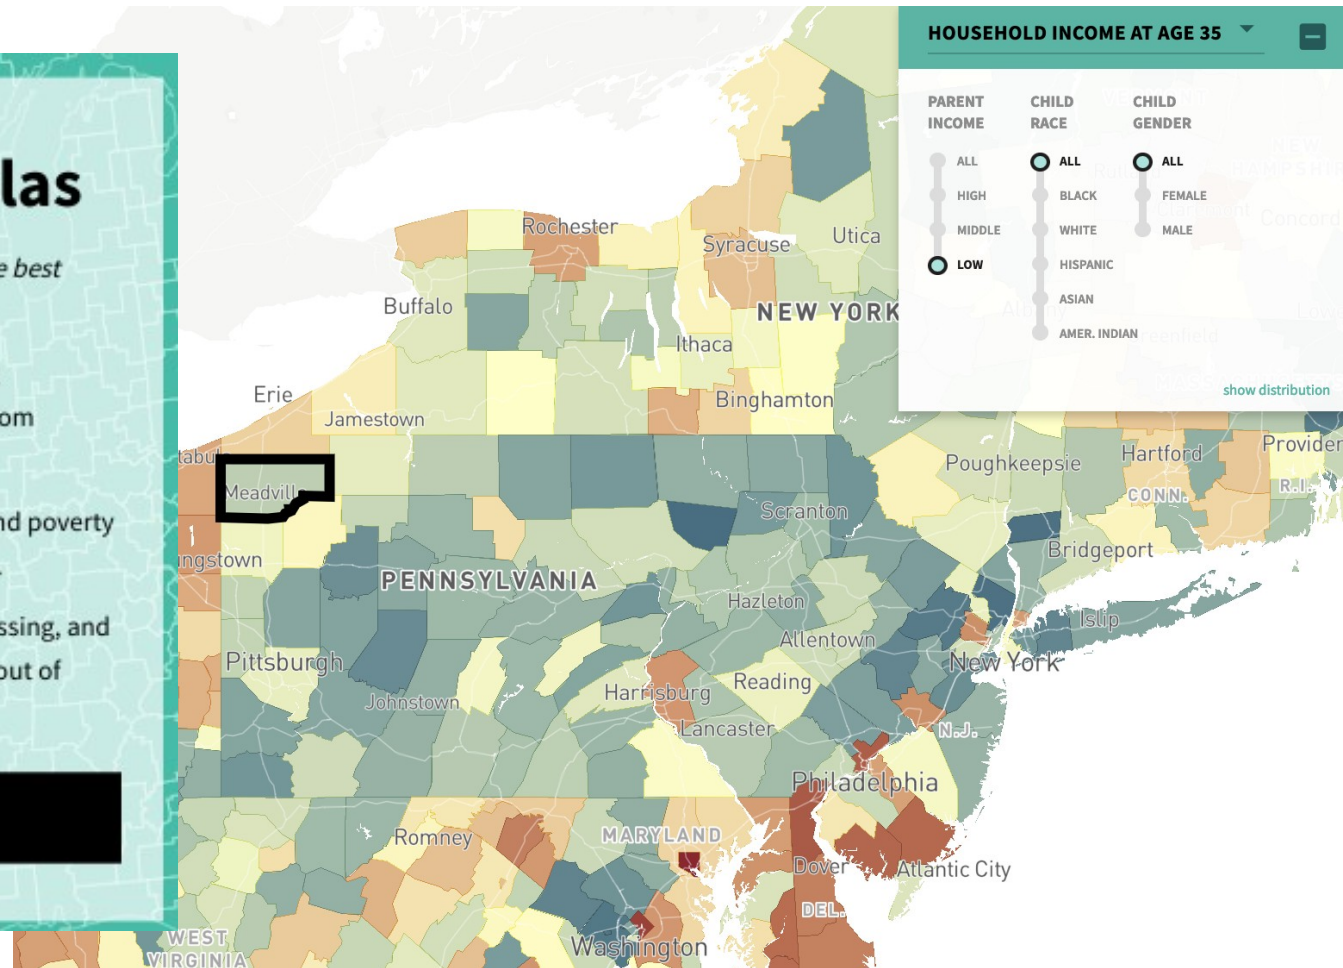 las
e best
om
nd poverty
ssing, and
out of
HOUSEHOLD INCOME AT AGE 35
PARENT INCOME
ALL
HIGH
MIDDLE
LOW
CHILD RACE
ALL
BLACK
WHITE
HISPANIC
ASIAN
AMER. INDIAN
CHILD GENDER
ALL
FEMALE
MALE
show distribution
Concord
Rochester
Syracuse
Utica
Buffalo
NEW YORK
Ithaca
Erie
Jamestown
Binghamton
tabu
Meadvill
Poughkeepsie
Hartford
Provider
CONN.
R.I.
Scranton
ngstown
Bridgeport
PENNSYLVANIA
Hazleton
Islip
Allentown
Pittsburgh
New York
Reading
Harrisburg
Johnstown
Lancaster
N.J.
Philadelphia
Romney
MARYLAND
Dover
Atlantic City
DEL.
WEST VIRGINIA
Washington